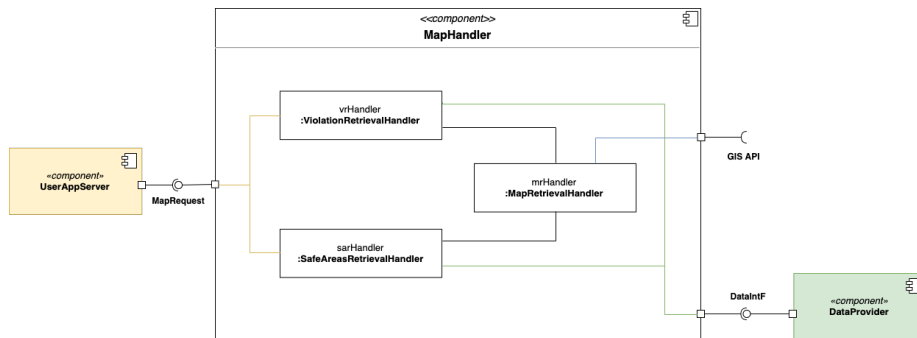 <<component>>
MapHandler
vrHandler
:ViolationRetrievalHandler
GIS API
«component»
UserAppServer
MapRequest
mrHandler
:MapRetrievalHandler
sarHandler
:SafeAreasRetrievalHandler
DataIntF
«component»
DataProvider